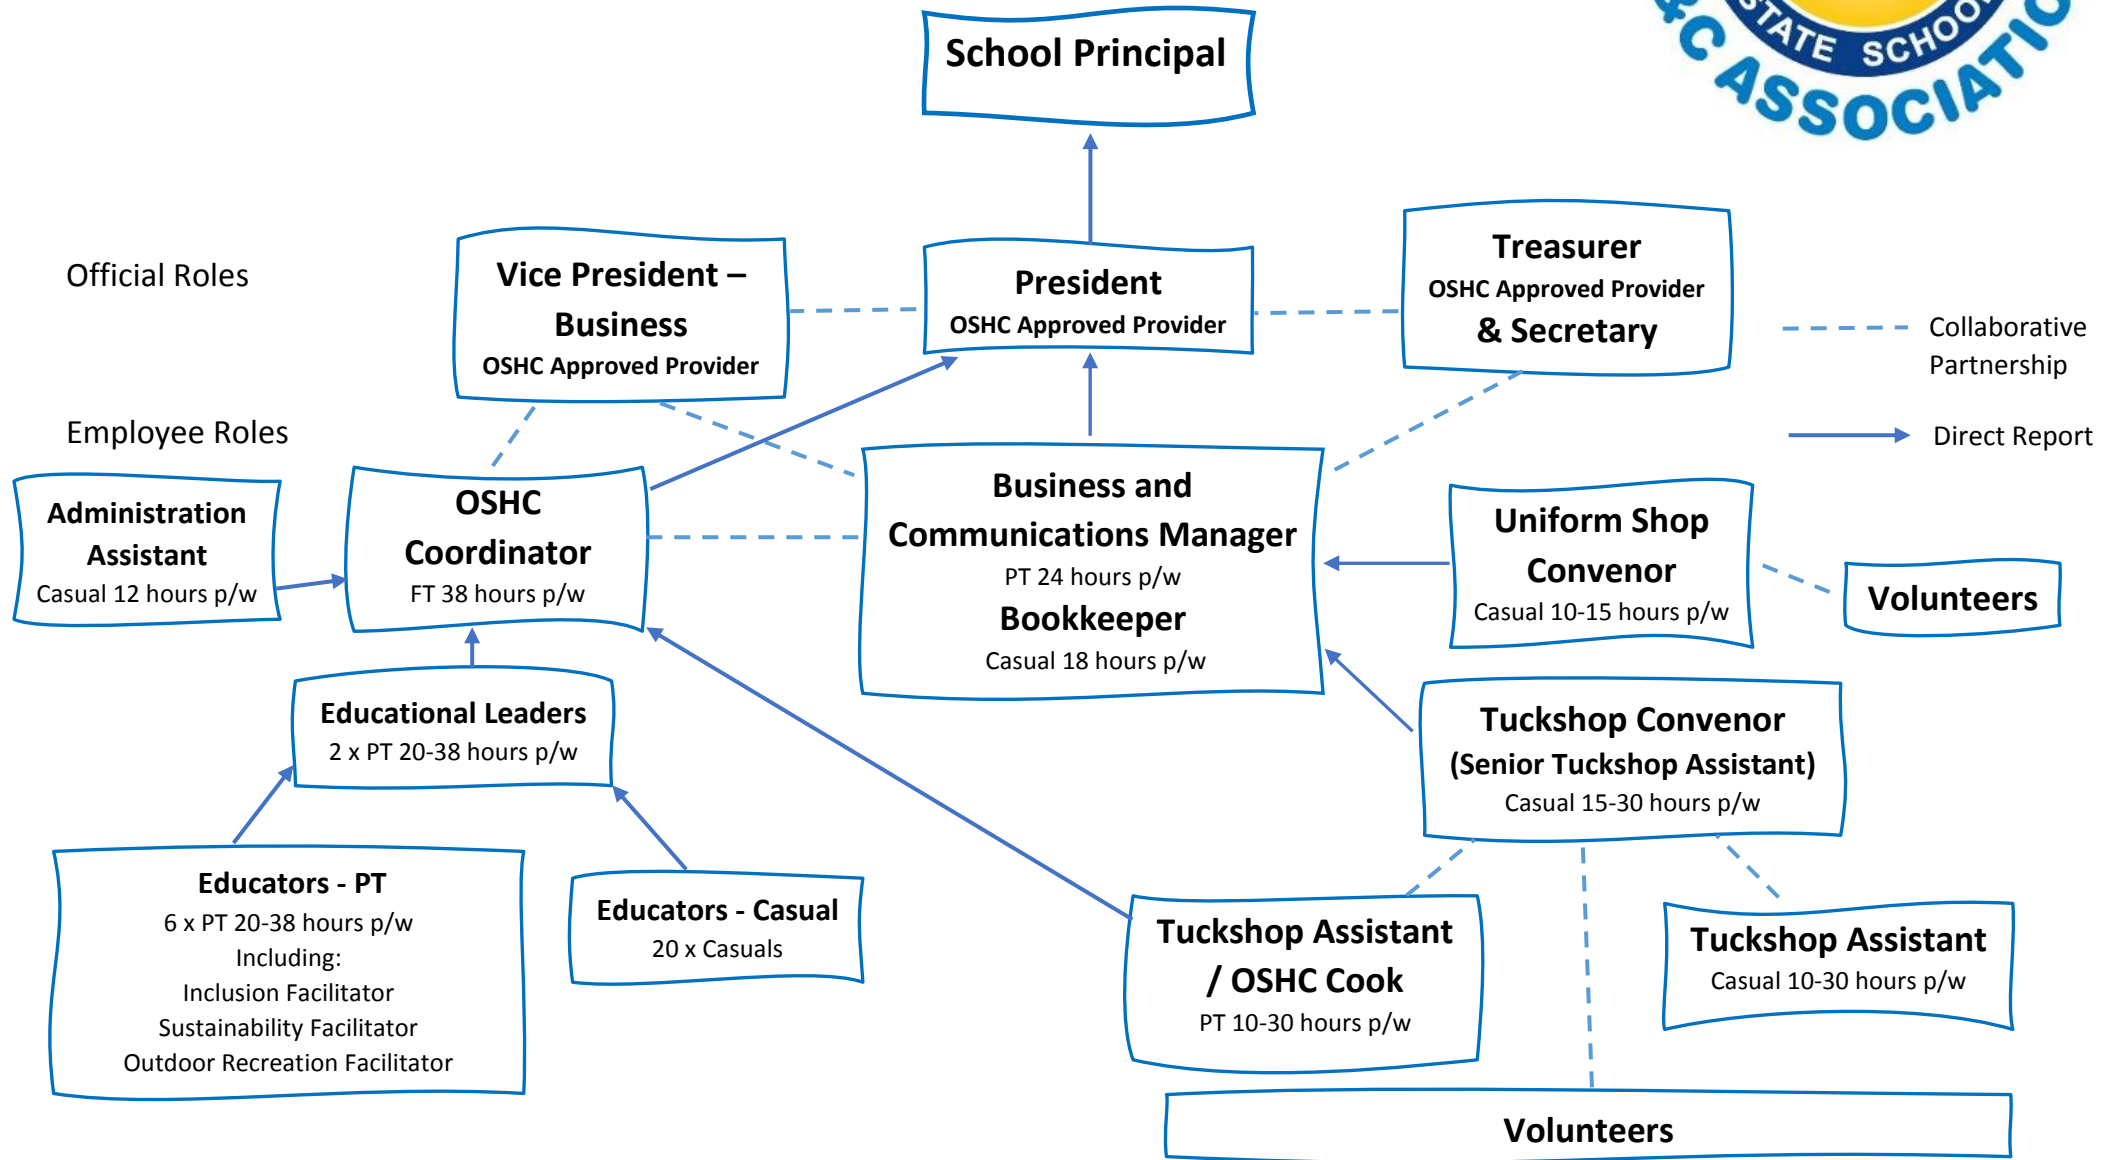 STATE SCHOOL
&C ASSOCIATIO
School Principal
Official Roles
Vice President –
Business
OSHC Approved Provider
President
OSHC Approved Provider
Treasurer
OSHC Approved Provider
& Secretary
Collaborative
Partnership
Direct Report
Employee Roles
Administration
Assistant
Casual 12 hours p/w
OSHC
Coordinator
FT 38 hours p/w
Business and
Communications Manager
PT 24 hours p/w
Bookkeeper
Casual 18 hours p/w
Uniform Shop
Convenor
Casual 10-15 hours p/w
Volunteers
Educational Leaders
2 x PT 20-38 hours p/w
Tuckshop Convenor
(Senior Tuckshop Assistant)
Casual 15-30 hours p/w
Educators - PT
6 x PT 20-38 hours p/w
Including:
Inclusion Facilitator
Sustainability Facilitator
Outdoor Recreation Facilitator
Educators - Casual
20 x Casuals
Tuckshop Assistant
/ OSHC Cook
PT 10-30 hours p/w
Tuckshop Assistant
Casual 10-30 hours p/w
Volunteers